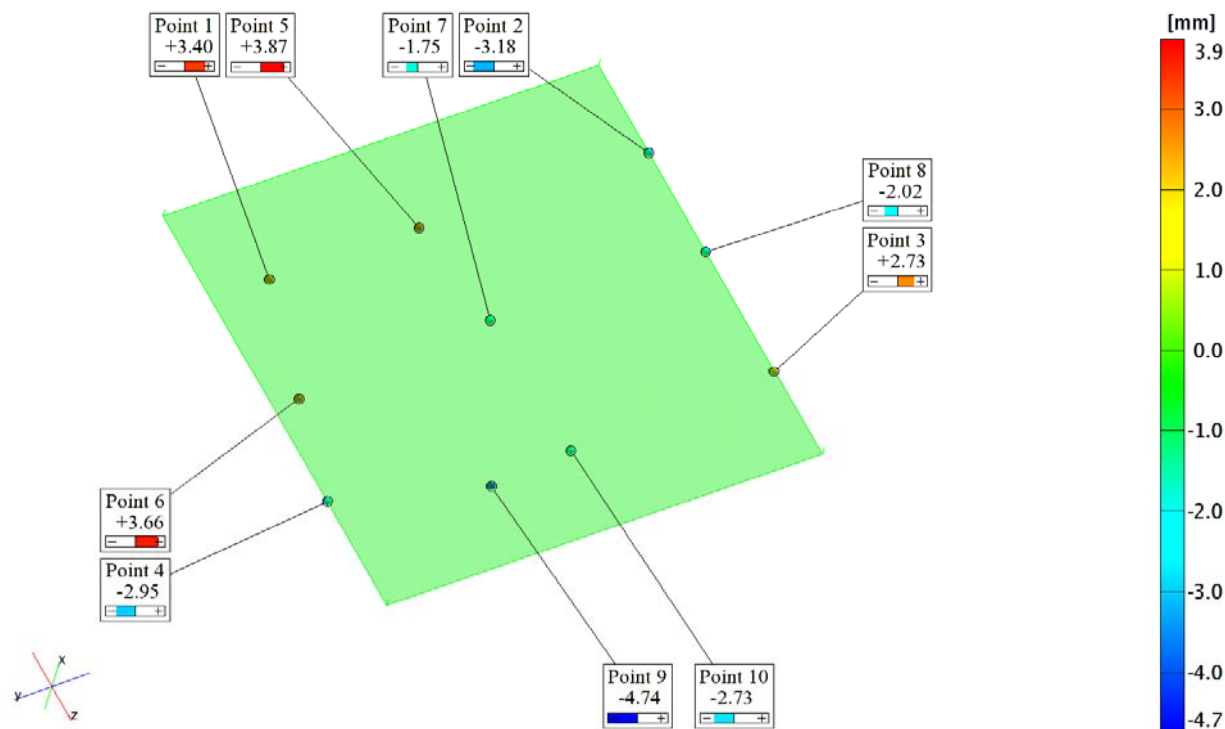 [mm]
Point 1
+3.40
- +
Point 5
+3.87
- +
Point 7
-1.75
- +
Point 2
-3.18
- +
3.9
3.0
2.0
1.0
0.0
-1.0
-2.0
-3.0
-4.0
-4.7
Point 8
-2.02
- +
Point 3
+2.73
- +
Point 6
+3.66
- +
Point 4
-2.95
- +
Point 9
-4.74
+
Point 10
-2.73
- +
x
y
z